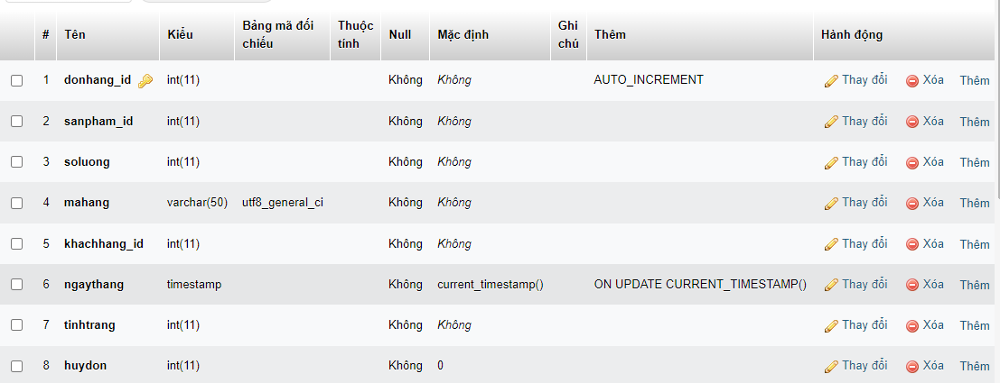 # Tên Kiểu Bảng mã đối chiếu Thuộc tính Null Mặc định Ghi chú Thêm Hành động
1 donhang_id int(11) Không Không AUTO_INCREMENT Thay đổi Xóa Thêm
2 sanpham_id int(11) Không Không Thay đổi Xóa Thêm
3 soluong int(11) Không Không Thay đổi Xóa Thêm
4 mahang varchar(50) utf8_general_ci Không Không Thay đổi Xóa Thêm
5 khachhang_id int(11) Không Không Thay đổi Xóa Thêm
6 ngaythang timestamp Không current_timestamp() ON UPDATE CURRENT_TIMESTAMP() Thay đổi Xóa Thêm
7 tinhtrang int(11) Không Không Thay đổi Xóa Thêm
8 huydon int(11) Không 0 Thay đổi Xóa Thêm